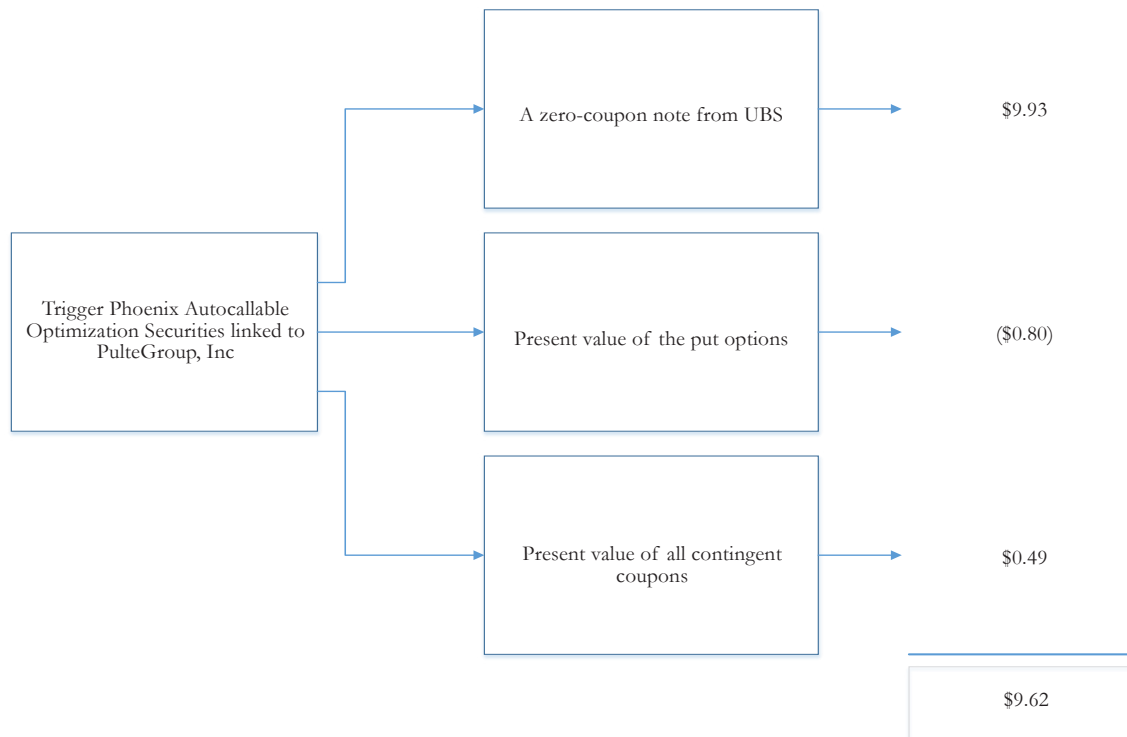 A zero-coupon note from UBS
$9.93
Trigger Phoenix Autocallable
Optimization Securities linked to
PulteGroup, Inc
Present value of the put options
($0.80)
Present value of all contingent
coupons
$0.49
$9.62